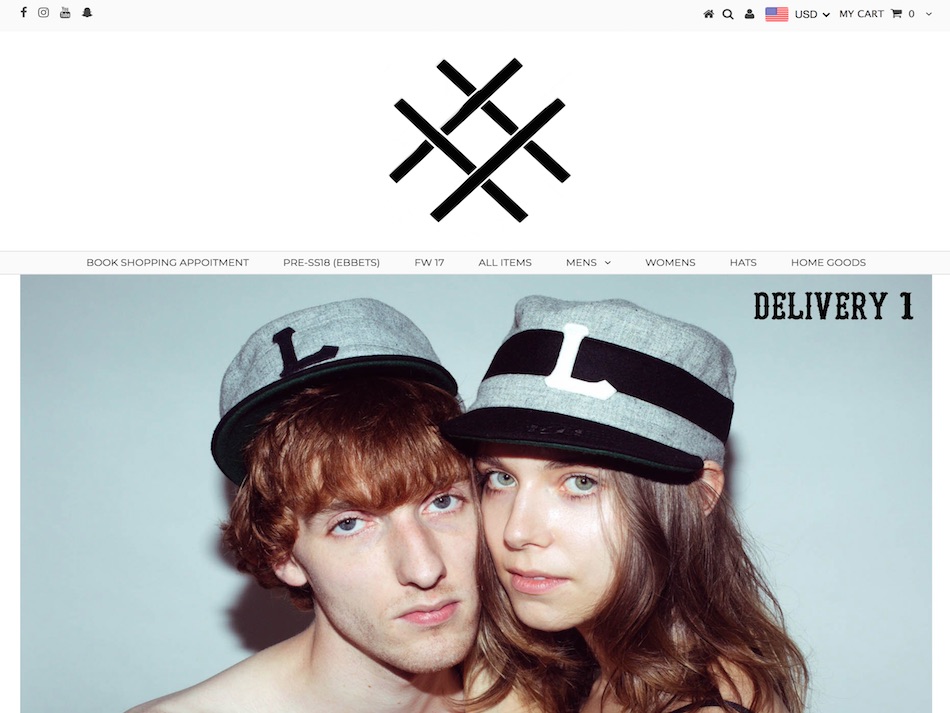 USD MY CART 0
BOOK SHOPPING APPOITMENT PRE-SS18 (EBBETS) FW 17 ALL ITEMS MENS WOMENS HATS HOME GOODS
DELIVERY 1
L L